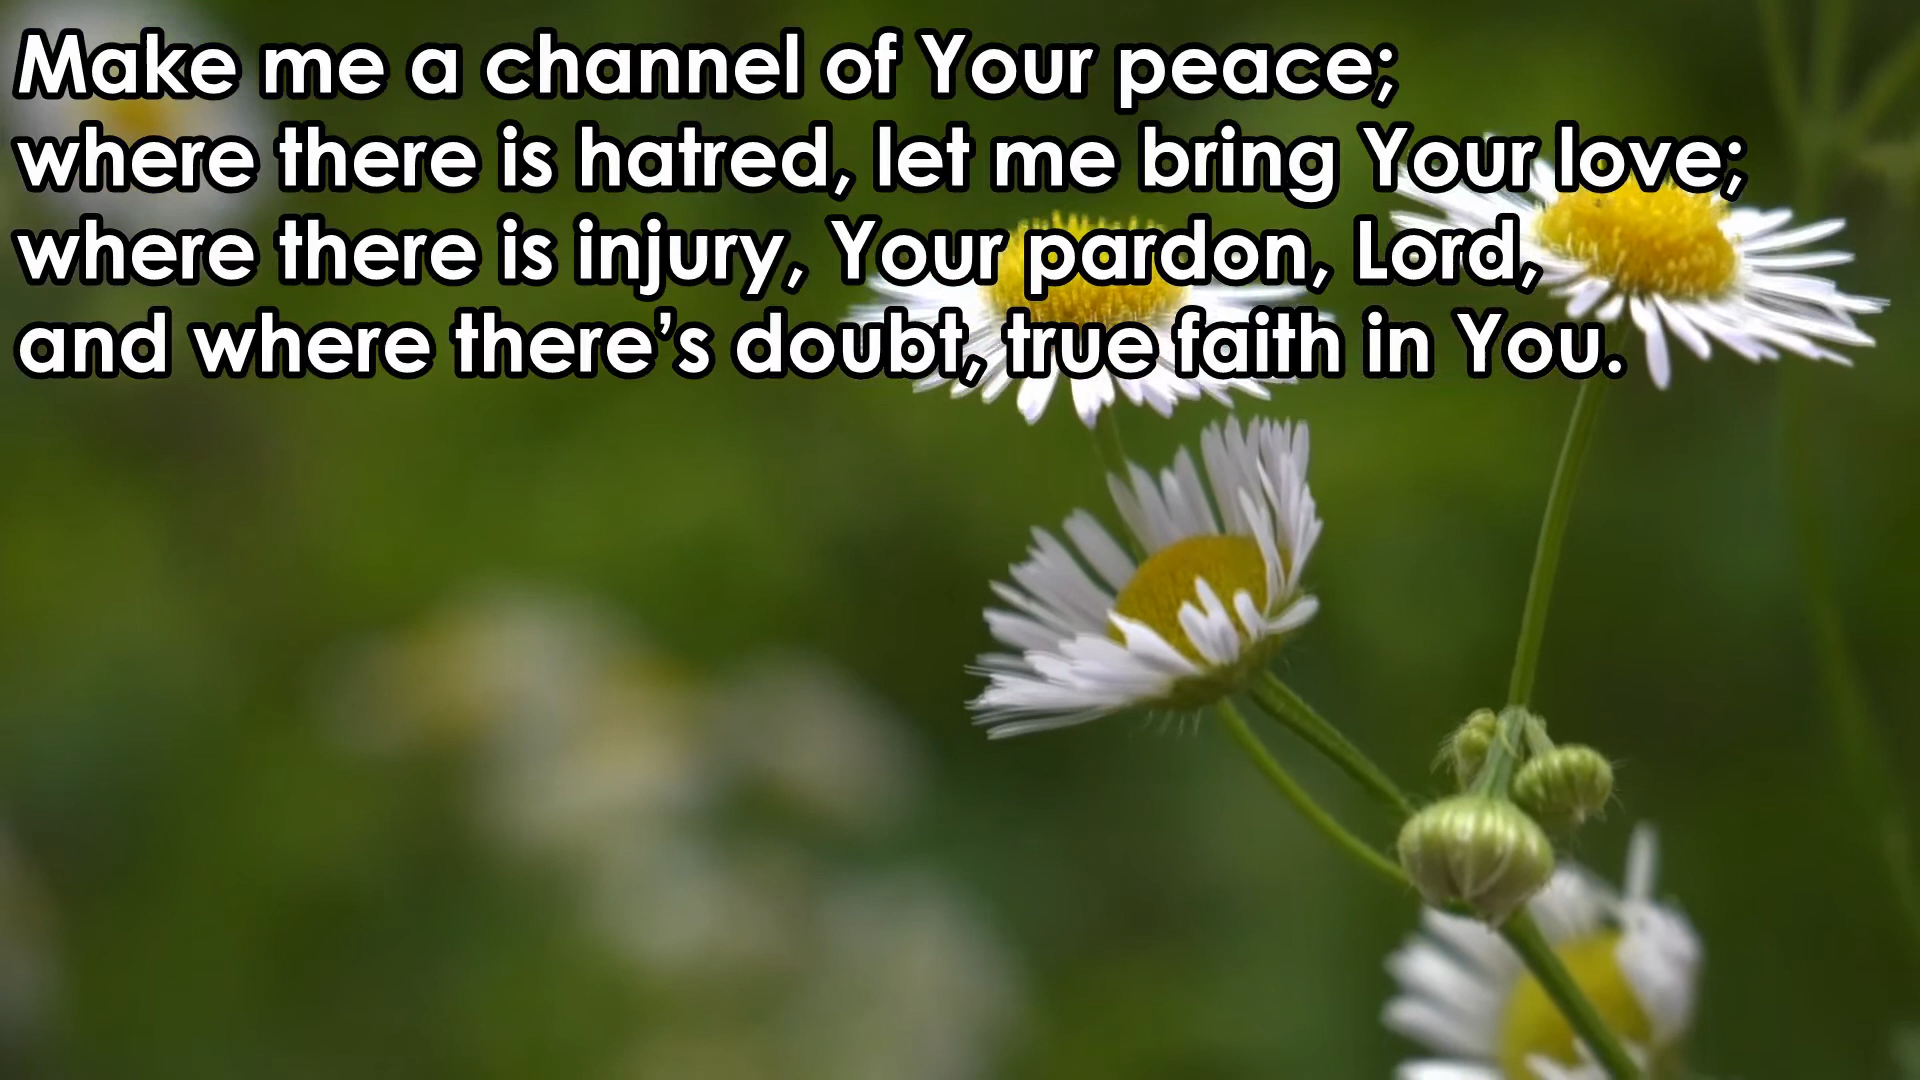 Make me a channel of Your peace;
where there is hatred, let me bring Your love;
where there is injury, Your pardon, Lord,
and where there’s doubt, true faith in You.